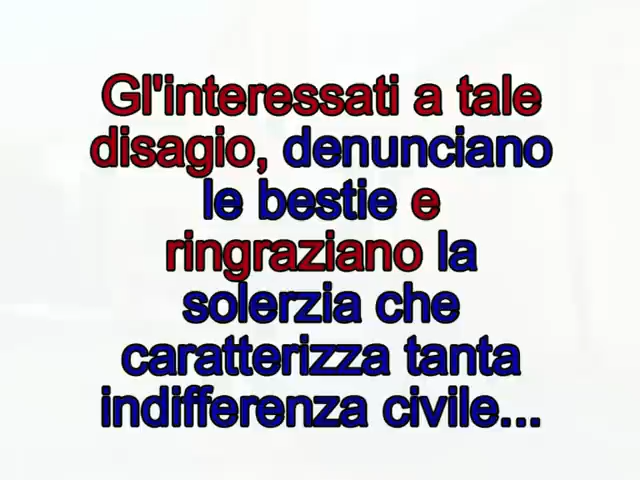 Gl'interessati a tale
disagio, denunciano
le bestie e
ringraziano la
solerzia che
caratterizza tanta
indifferenza civile...